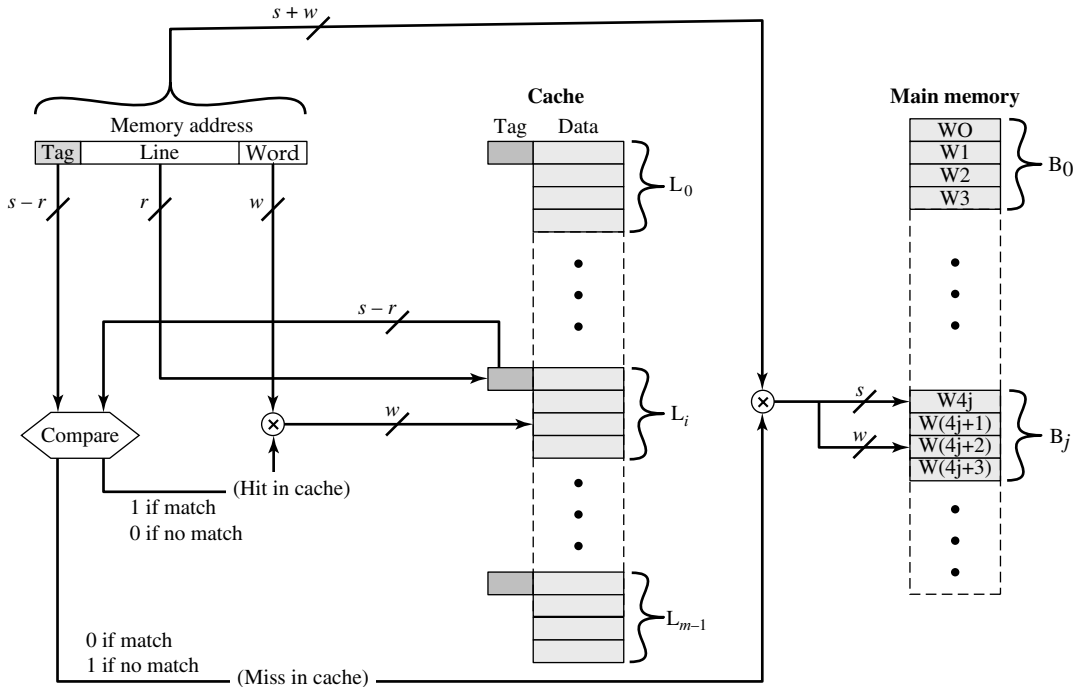 s + w
Cache
Main memory
Memory address
Tag Data
Tag Line Word
WO
W1
W2
W3
B0
L0
s – r
r
w
s – r
Li
w
Compare
s
w
W4j
W(4j+1)
W(4j+2)
W(4j+3)
Bj
(Hit in cache)
1 if match
0 if no match
Lm–1
0 if match
1 if no match
(Miss in cache)